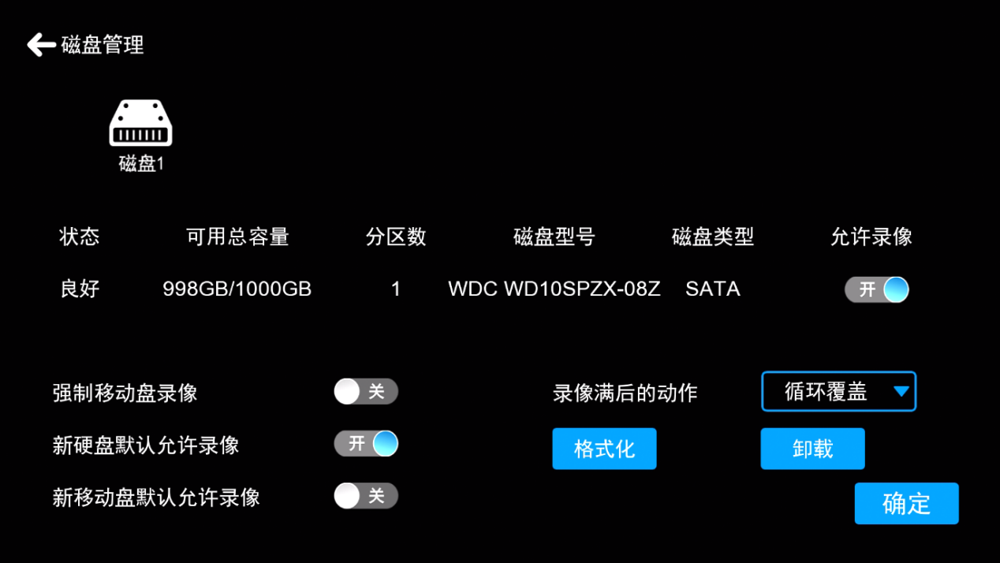 磁盘管理
磁盘1
状态 可用总容量 分区数 磁盘型号 磁盘类型 允许录像
良好 998GB/1000GB 1 WDC WD10SPZX-08Z SATA 开
强制移动盘录像 关 录像满后的动作 循环覆盖
新硬盘默认允许录像 开 格式化 卸载
新移动盘默认允许录像 关 确定